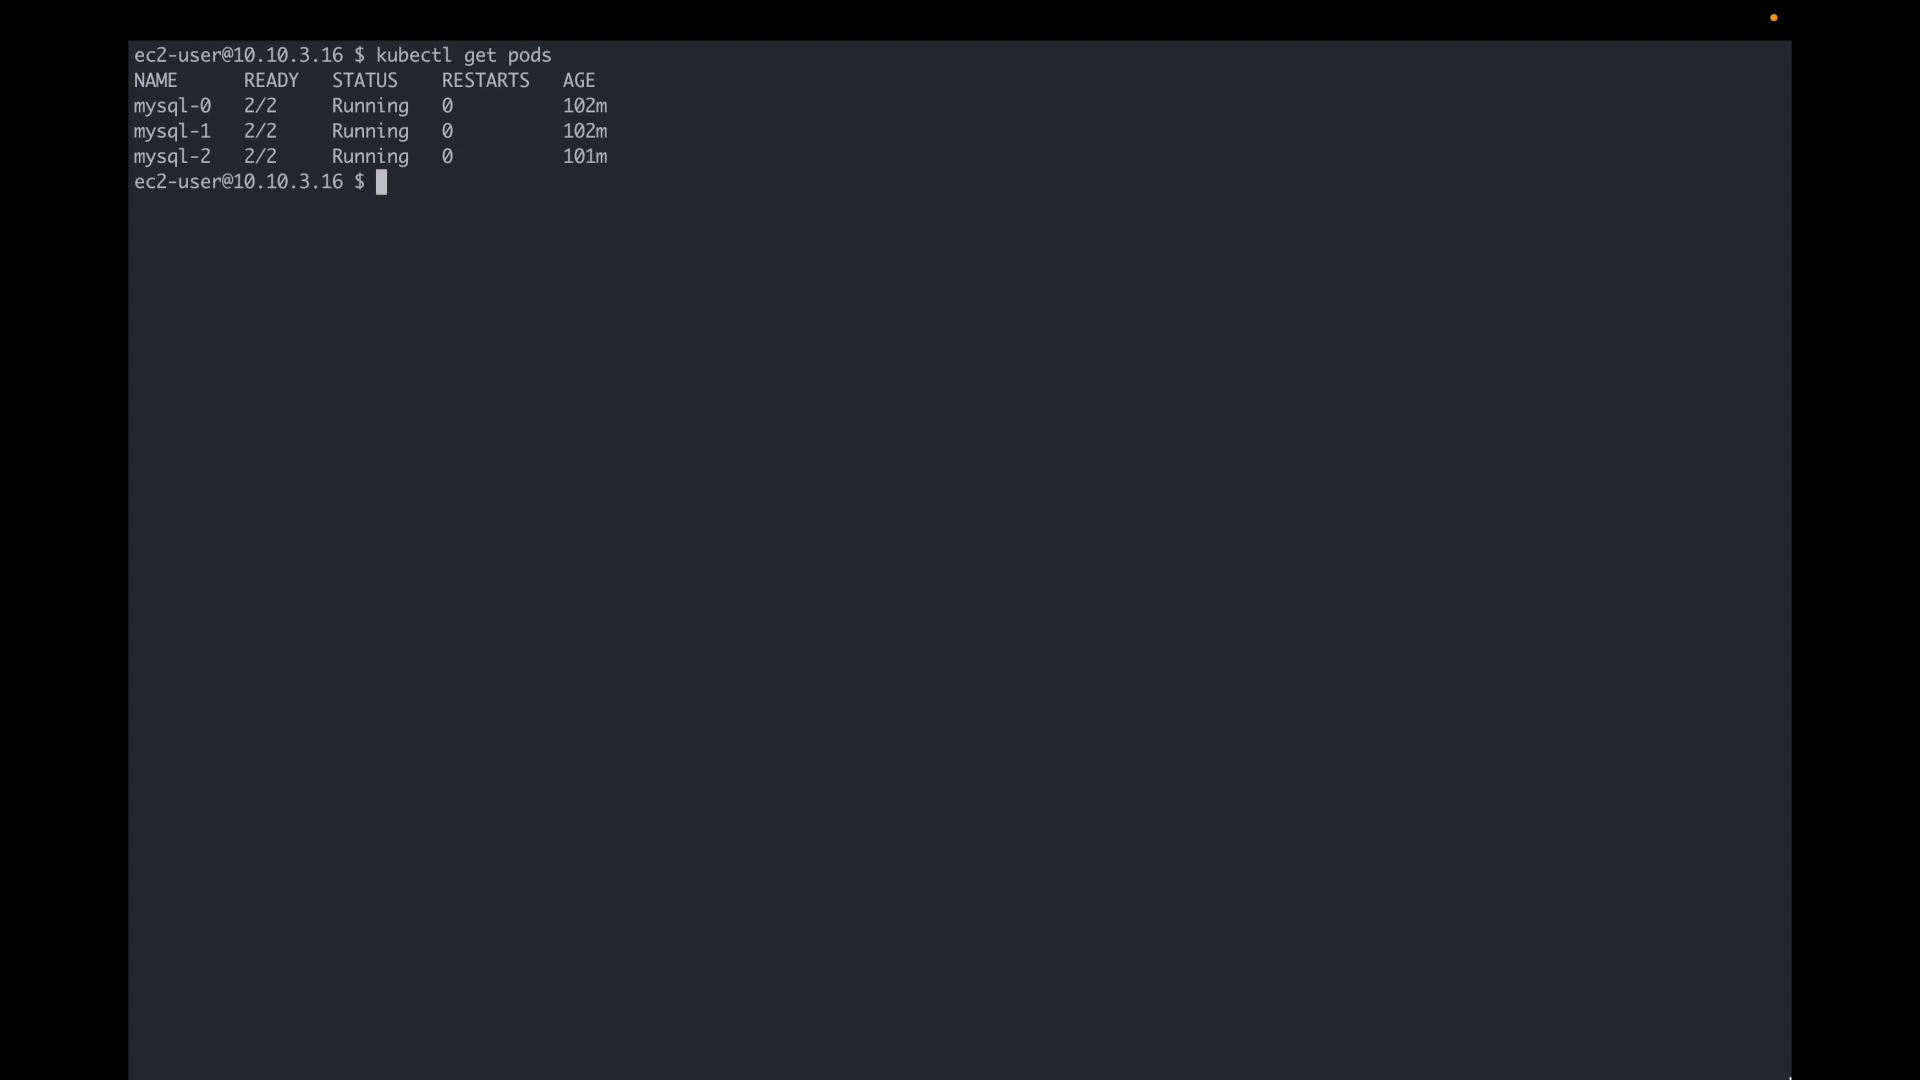 ec2-user@10.10.3.16 $ kubectl get pods
NAME      READY   STATUS    RESTARTS   AGE
mysql-0   2/2     Running   0          102m
mysql-1   2/2     Running   0          102m
mysql-2   2/2     Running   0          101m
ec2-user@10.10.3.16 $